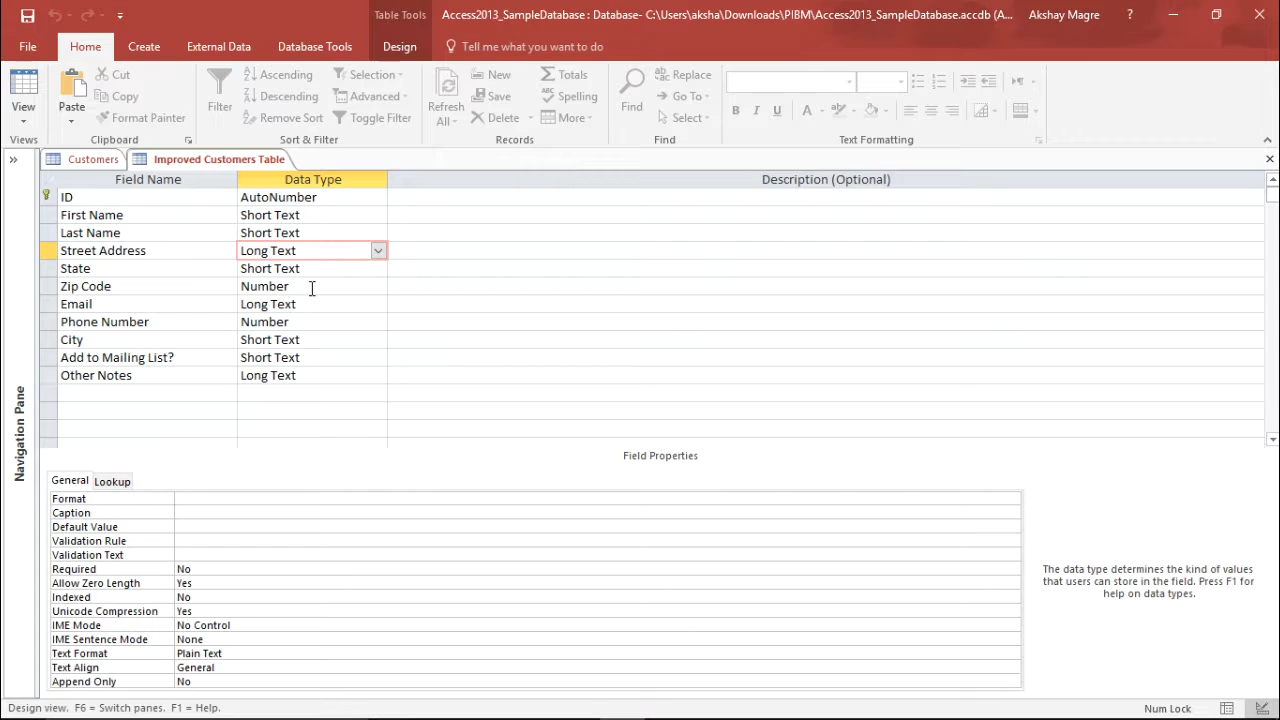 Table Tools
Access2013_SampleDatabase : Database- C:\Users\aksha\Downloads\PIBM\Access2013_SampleDatabase.accdb (A...
Akshay Magre
?
File
Home
Create
External Data
Database Tools
Design
Tell me what you want to do
View
Paste
Cut
Copy
Format Painter
Filter
Ascending
Descending
Remove Sort
Selection
Advanced
Toggle Filter
Refresh
All
New
Save
Delete
Totals
Spelling
More
Find
Replace
Go To
Select
B I U A
Views
Clipboard
Sort & Filter
Records
Find
Text Formatting
Customers
Improved Customers Table
Navigation Pane
Field Name Data Type Description (Optional)
ID AutoNumber
First Name Short Text
Last Name Short Text
Street Address Long Text
State Short Text
Zip Code Number
Email Long Text
Phone Number Number
City Short Text
Add to Mailing List? Short Text
Other Notes Long Text
Field Properties
General Lookup
Format
Caption
Default Value
Validation Rule
Validation Text
Required No
Allow Zero Length Yes
Indexed No
Unicode Compression Yes
IME Mode No Control
IME Sentence Mode None
Text Format Plain Text
Text Align General
Append Only No
The data type determines the kind of values
that users can store in the field. Press F1 for
help on data types.
Design view. F6 = Switch panes. F1 = Help.
Num Lock